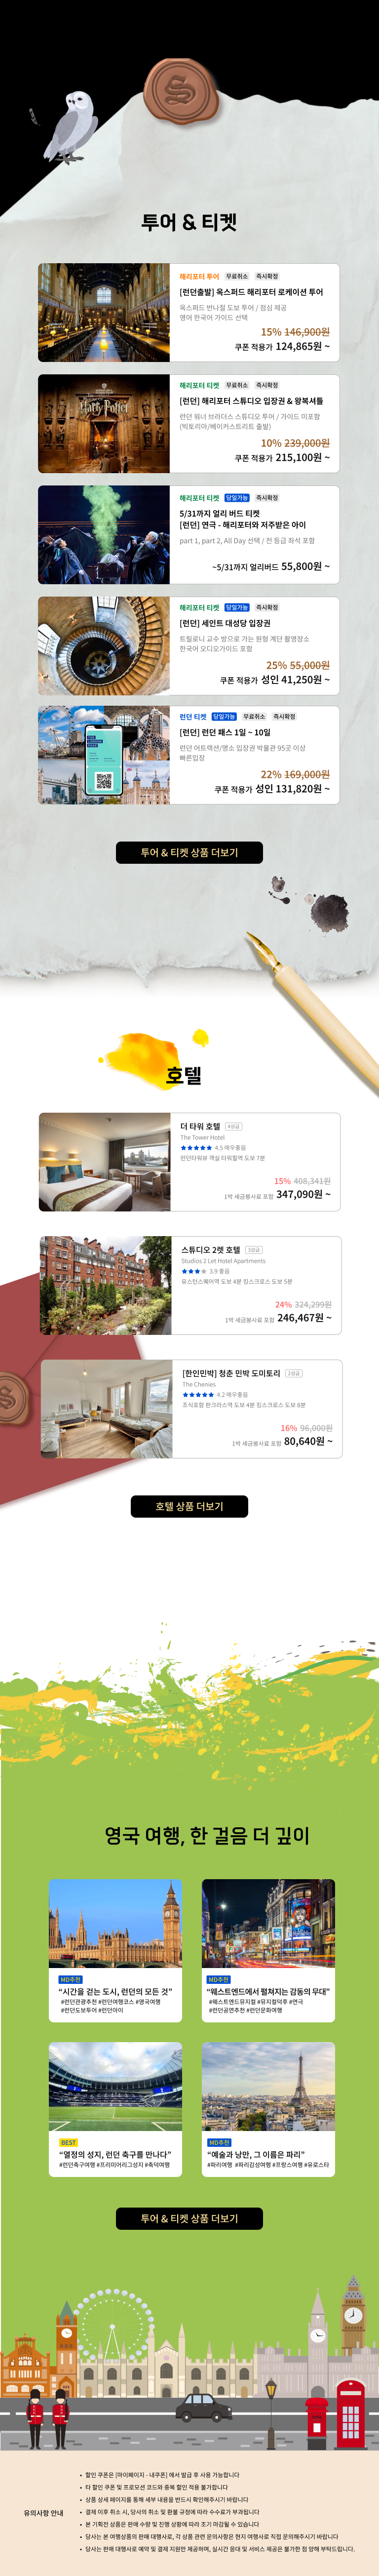 투어 & 티켓
해리포터 투어 무료취소 즉시확정
[런던출발] 옥스퍼드 해리포터 로케이션 투어
옥스퍼드 반나절 도보 투어 / 점심 제공
영어 한국어 가이드 선택
15% 146,900원
쿠폰 적용가 124,865원 ~
Harry Potter
해리포터 티켓 무료취소 즉시확정
[런던] 해리포터 스튜디오 입장권 & 왕복셔틀
런던 워너 브라더스 스튜디오 투어 / 가이드 미포함
(빅토리아/베이커스트리트 출발)
10% 239,000원
쿠폰 적용가 215,100원 ~
해리포터 티켓 당일가능 즉시확정
5/31까지 얼리 버드 티켓
[런던] 연극 - 해리포터와 저주받은 아이
part 1, part 2, All Day 선택 / 전 등급 좌석 포함
~5/31까지 얼리버드 55,800원 ~
해리포터 티켓 당일가능 즉시확정
[런던] 세인트 대성당 입장권
트릴로니 교수 방으로 가는 원형 계단 촬영장소
한국어 오디오가이드 포함
25% 55,000원
쿠폰 적용가 성인 41,250원 ~
런던 티켓 당일가능 무료취소 즉시확정
[런던] 런던 패스 1일 ~ 10일
런던 어트랙션/명소 입장권 박물관 95곳 이상
빠른입장
22% 169,000원
쿠폰 적용가 성인 131,820원 ~
투어 & 티켓 상품 더보기
호텔
더 타워 호텔 4성급
The Tower Hotel
4.5 매우좋음
런던타워뷰 객실 타워힐역 도보 7분
15% 408,341원
1박 세금봉사료 포함 347,090원 ~
스튜디오 2렛 호텔 3성급
Studios 2 Let Hotel Apartments
3.9 좋음
유스턴스퀘어역 도보 4분 킹스크로스 도보 5분
24% 324,299원
1박 세금봉사료 포함 246,467원 ~
[한인민박] 청춘 민박 도미토리 2성급
The Chenies
4.2 매우좋음
조식포함 판크라스역 도보 4분 킹스크로스 도보 8분
16% 96,000원
1박 세금봉사료 포함 80,640원 ~
호텔 상품 더보기
영국 여행, 한 걸음 더 깊이
MD추천
“시간을 걷는 도시, 런던의 모든 것”
#런던관광추천 #런던여행코스 #영국여행
#런던도보투어 #런던아이
MD추천
“웨스트엔드에서 펼쳐지는 감동의 무대”
#웨스트엔드뮤지컬 #뮤지컬덕후 #연극
#런던공연추천 #런던문화여행
BEST
“열정의 성지, 런던 축구를 만나다”
#런던축구여행 #프리미어리그성지 #축덕여행
MD추천
“예술과 낭만, 그 이름은 파리”
#파리여행 #파리감성여행 #프랑스여행 #유로스타
투어 & 티켓 상품 더보기
유의사항 안내
• 할인 쿠폰은 [마이페이지 - 내쿠폰] 에서 발급 후 사용 가능합니다
• 타 할인 쿠폰 및 프로모션 코드와 중복 할인 적용 불가합니다
• 상품 상세 페이지를 통해 세부 내용을 반드시 확인해주시기 바랍니다
• 결제 이후 취소 시, 당사의 취소 및 환불 규정에 따라 수수료가 부과됩니다
• 본 기획전 상품은 판매 수량 및 진행 상황에 따라 조기 마감될 수 있습니다
• 당사는 본 여행상품의 판매 대행사로, 각 상품 관련 문의사항은 현지 여행사로 직접 문의해주시기 바랍니다
• 당사는 판매 대행사로 예약 및 결제 지원만 제공하며, 실시간 응대 및 서비스 제공은 불가한 점 양해 부탁드립니다.